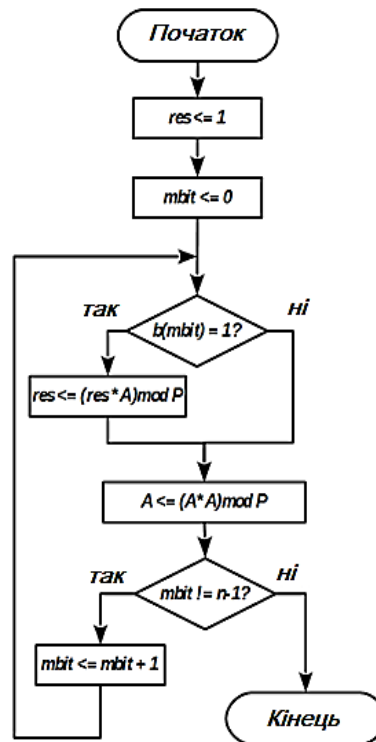 Початок
res<= 1
mbit <= 0
так
ні
b(mbit) = 1?
res<= (res*A)mod P
A <= (A*A)mod P
так
ні
mbit != n-1?
mbit <= mbit + 1
Кінець